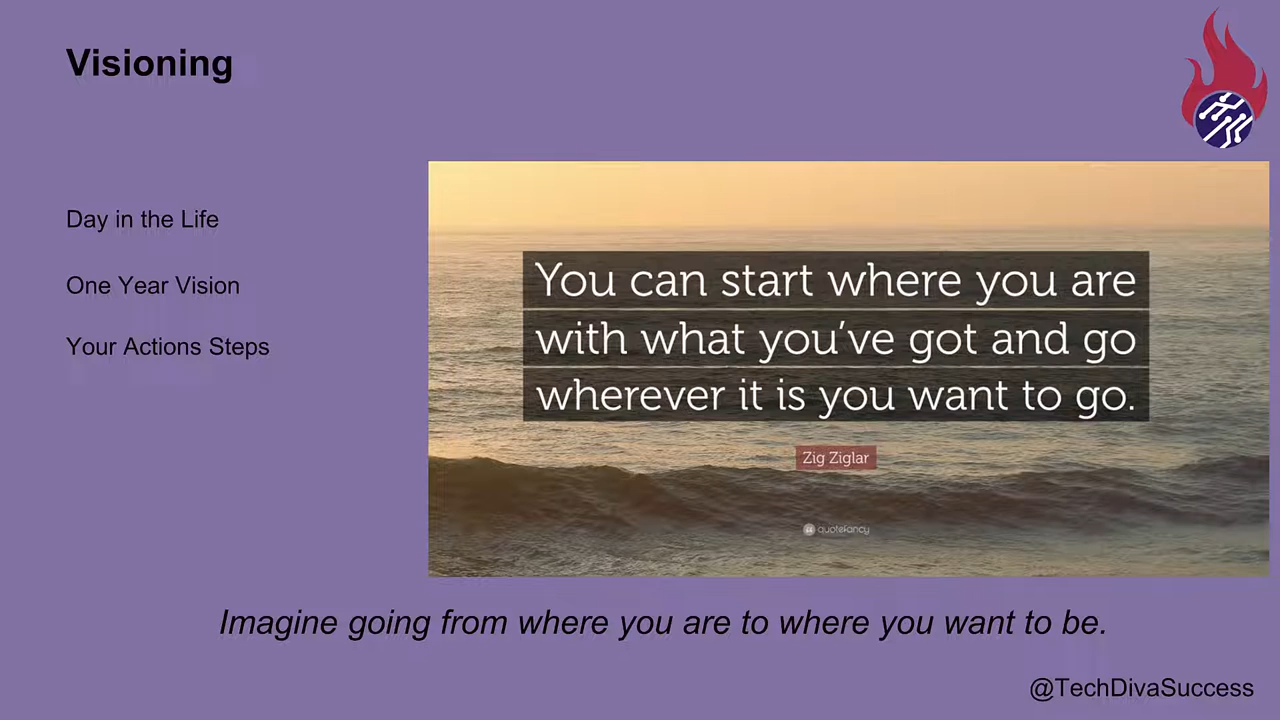 Visioning
Day in the Life
One Year Vision
Your Actions Steps
You can start where you are
with what you’ve got and go
wherever it is you want to go.
Zig Ziglar
quotefancy
Imagine going from where you are to where you want to be.
@TechDivaSuccess